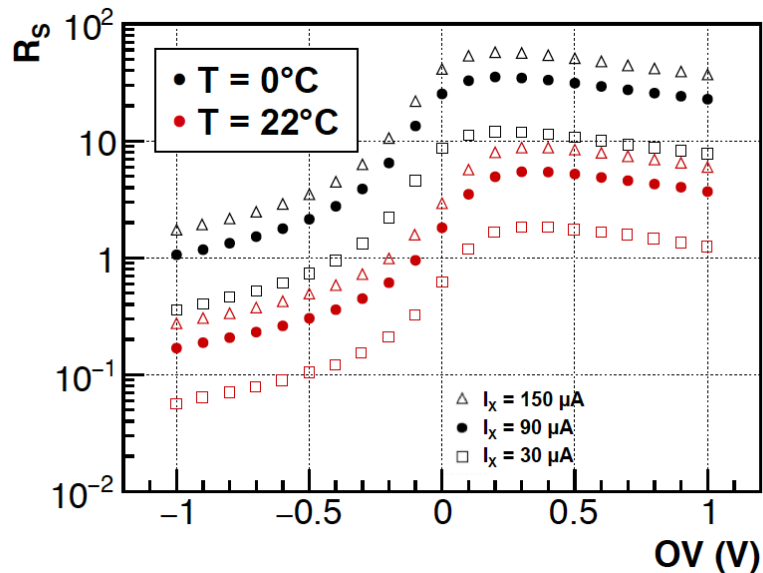 R_S
10^2
10
1
10^−1
10^−2
T = 0°C
T = 22°C
I_X = 150 µA
I_X = 90 µA
I_X = 30 µA
−1 −0.5 0 0.5 1
OV (V)